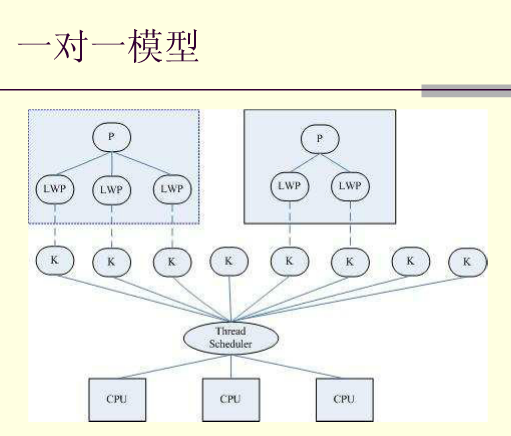 一对一模型
P P
LWP LWP LWP LWP LWP
K K K K K K K K
Thread
Scheduler
CPU CPU CPU